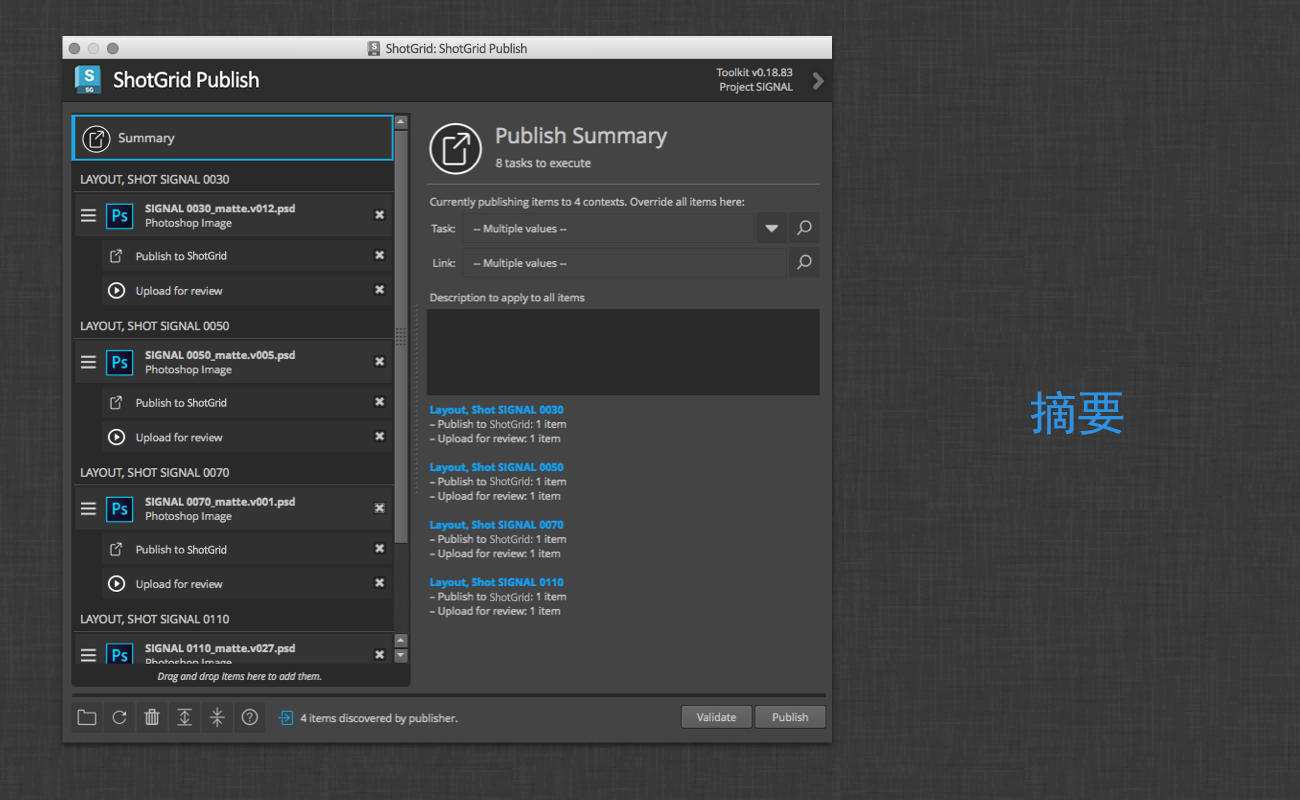 ShotGrid: ShotGrid Publish
ShotGrid Publish
Toolkit v0.18.83
Project SIGNAL
Summary
LAYOUT, SHOT SIGNAL 0030
Ps
SIGNAL 0030_matte.v012.psd
Photoshop Image
Publish to ShotGrid
Upload for review
LAYOUT, SHOT SIGNAL 0050
Ps
SIGNAL 0050_matte.v005.psd
Photoshop Image
Publish to ShotGrid
Upload for review
LAYOUT, SHOT SIGNAL 0070
Ps
SIGNAL 0070_matte.v001.psd
Photoshop Image
Publish to ShotGrid
Upload for review
LAYOUT, SHOT SIGNAL 0110
Ps
SIGNAL 0110_matte.v027.psd
Photoshop Image
Drag and drop items here to add them.
Publish Summary
8 tasks to execute
Currently publishing items to 4 contexts. Override all items here:
Task: -- Multiple values --
Link: -- Multiple values --
Description to apply to all items
Layout, Shot SIGNAL 0030
– Publish to ShotGrid: 1 item
– Upload for review: 1 item
Layout, Shot SIGNAL 0050
– Publish to ShotGrid: 1 item
– Upload for review: 1 item
Layout, Shot SIGNAL 0070
– Publish to ShotGrid: 1 item
– Upload for review: 1 item
Layout, Shot SIGNAL 0110
– Publish to ShotGrid: 1 item
– Upload for review: 1 item
4 items discovered by publisher.
Validate
Publish
摘要
S
SG